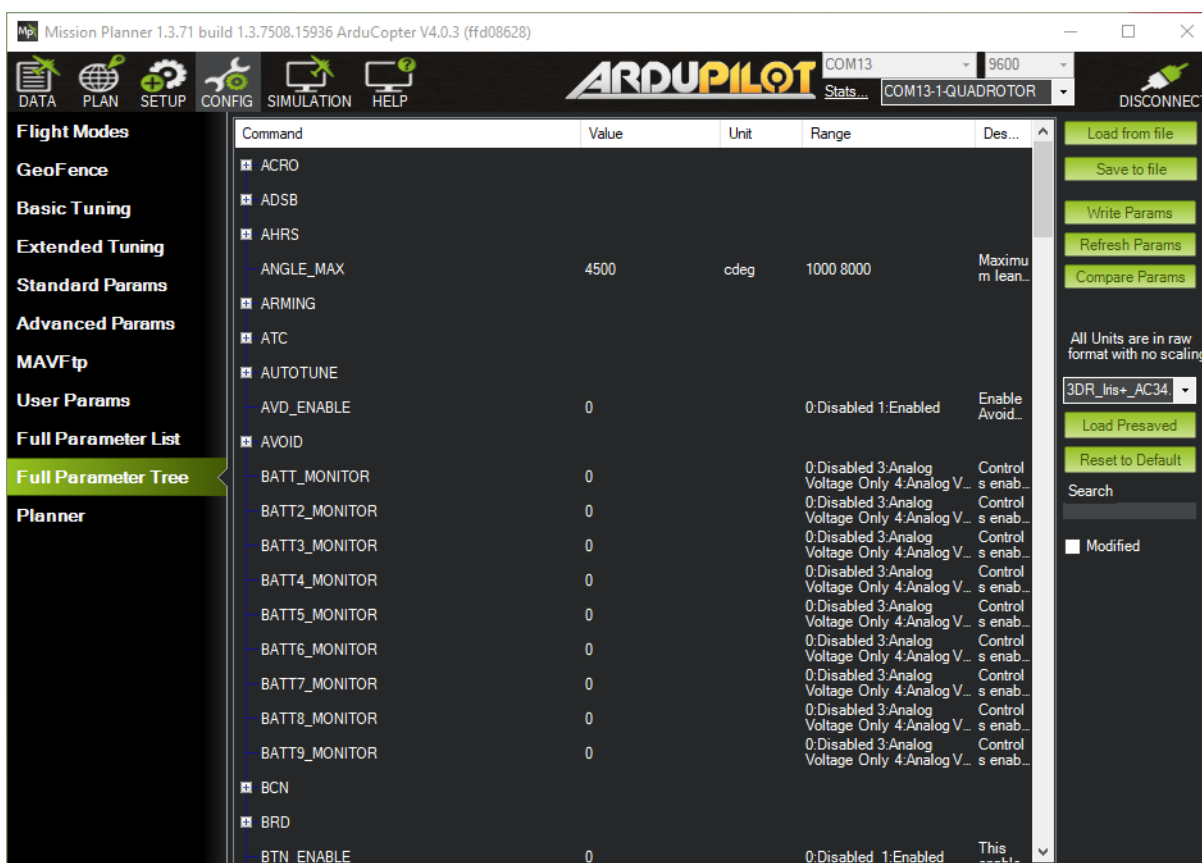 Mission Planner 1.3.71 build 1.3.7508.15936 ArduCopter V4.0.3 (ffd08628)
DATA PLAN SETUP CONFIG SIMULATION HELP
ARDUPILOT
COM13 9600
Stats... COM13-1-QUADROTOR
DISCONNECT
Flight Modes
GeoFence
Basic Tuning
Extended Tuning
Standard Params
Advanced Params
MAVFtp
User Params
Full Parameter List
Full Parameter Tree
Planner
Command Value Unit Range Des...
ACRO
ADSB
AHRS
ANGLE_MAX 4500 cdeg 1000 8000 Maximu
m lean...
ARMING
ATC
AUTOTUNE
AVD_ENABLE 0 0:Disabled 1:Enabled Enable
Avoid...
AVOID
BATT_MONITOR 0 0:Disabled 3:Analog Control
Voltage Only 4:Analog V... s enab...
BATT2_MONITOR 0 0:Disabled 3:Analog Control
Voltage Only 4:Analog V... s enab...
BATT3_MONITOR 0 0:Disabled 3:Analog Control
Voltage Only 4:Analog V... s enab...
BATT4_MONITOR 0 0:Disabled 3:Analog Control
Voltage Only 4:Analog V... s enab...
BATT5_MONITOR 0 0:Disabled 3:Analog Control
Voltage Only 4:Analog V... s enab...
BATT6_MONITOR 0 0:Disabled 3:Analog Control
Voltage Only 4:Analog V... s enab...
BATT7_MONITOR 0 0:Disabled 3:Analog Control
Voltage Only 4:Analog V... s enab...
BATT8_MONITOR 0 0:Disabled 3:Analog Control
Voltage Only 4:Analog V... s enab...
BATT9_MONITOR 0 0:Disabled 3:Analog Control
Voltage Only 4:Analog V... s enab...
BCN
BRD
BTN_ENABLE 0 0:Disabled 1:Enabled This
Load from file
Save to file
Write Params
Refresh Params
Compare Params
All Units are in raw
format with no scaling
3DR_Iris+_AC34.
Load Presaved
Reset to Default
Search
Modified